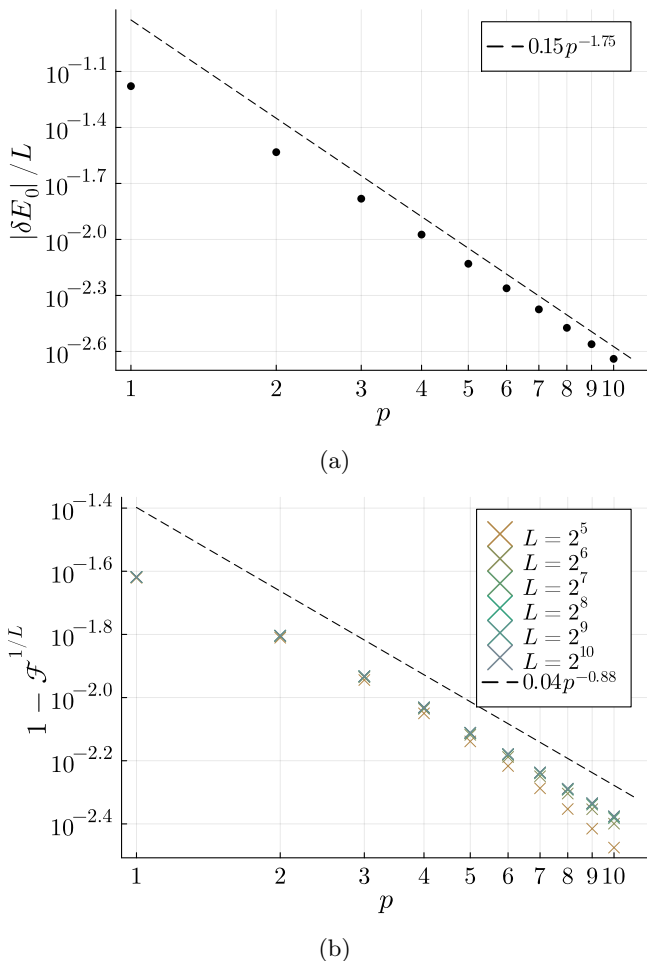 0.15p^{-1.75}
10^{-1.1}
10^{-1.4}
10^{-1.7}
10^{-2.0}
10^{-2.3}
10^{-2.6}
|δE_0| / L
1 2 3 4 5 6 7 8 9 10
p
(a)
10^{-1.4}
10^{-1.6}
10^{-1.8}
10^{-2.0}
10^{-2.2}
10^{-2.4}
1 − ℱ^{1/L}
L = 2^5
L = 2^6
L = 2^7
L = 2^8
L = 2^9
L = 2^{10}
0.04p^{-0.88}
1 2 3 4 5 6 7 8 9 10
p
(b)